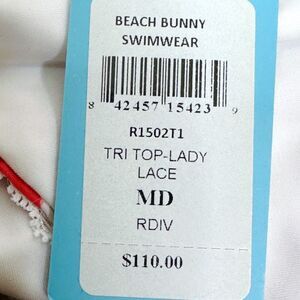 BEACH BUNNY
SWIMWEAR
8 42457 15423 9
R1502T1
TRI TOP-LADY
LACE
MD
RDIV
$110.00